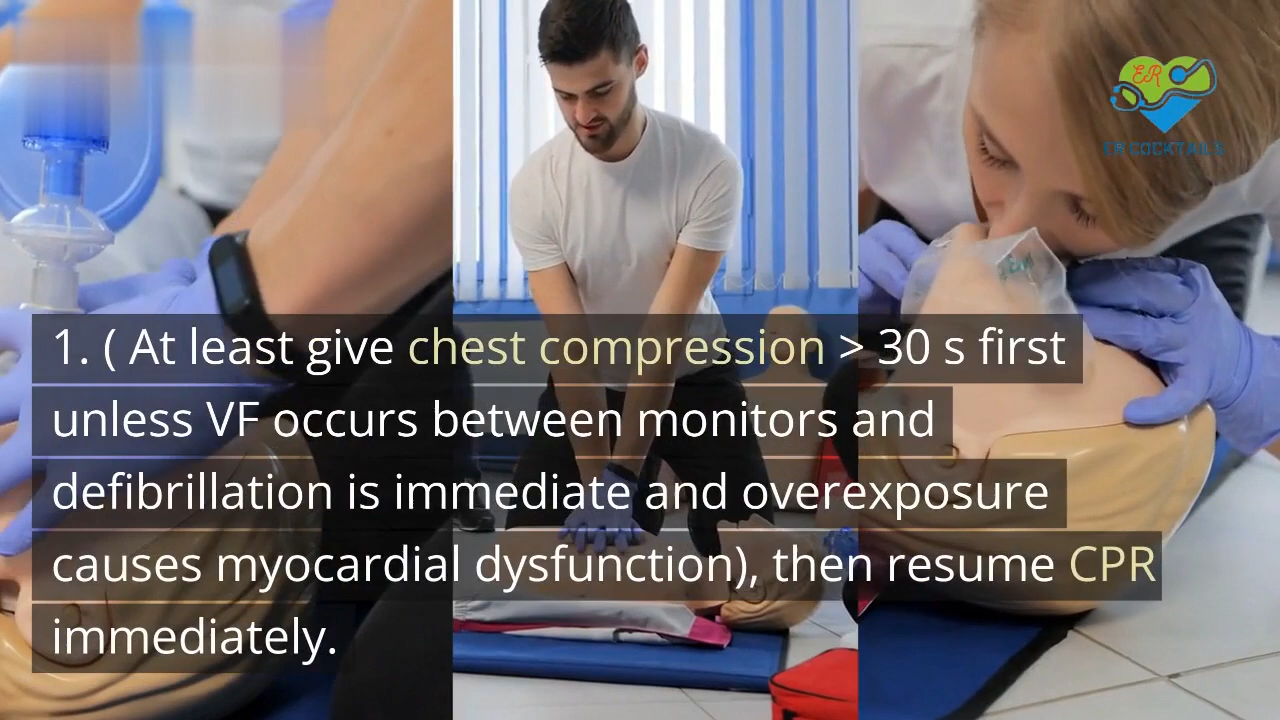 ER
ER COCKTAILS
1. ( At least give chest compression > 30 s first
unless VF occurs between monitors and
defibrillation is immediate and overexposure
causes myocardial dysfunction), then resume CPR
immediately.